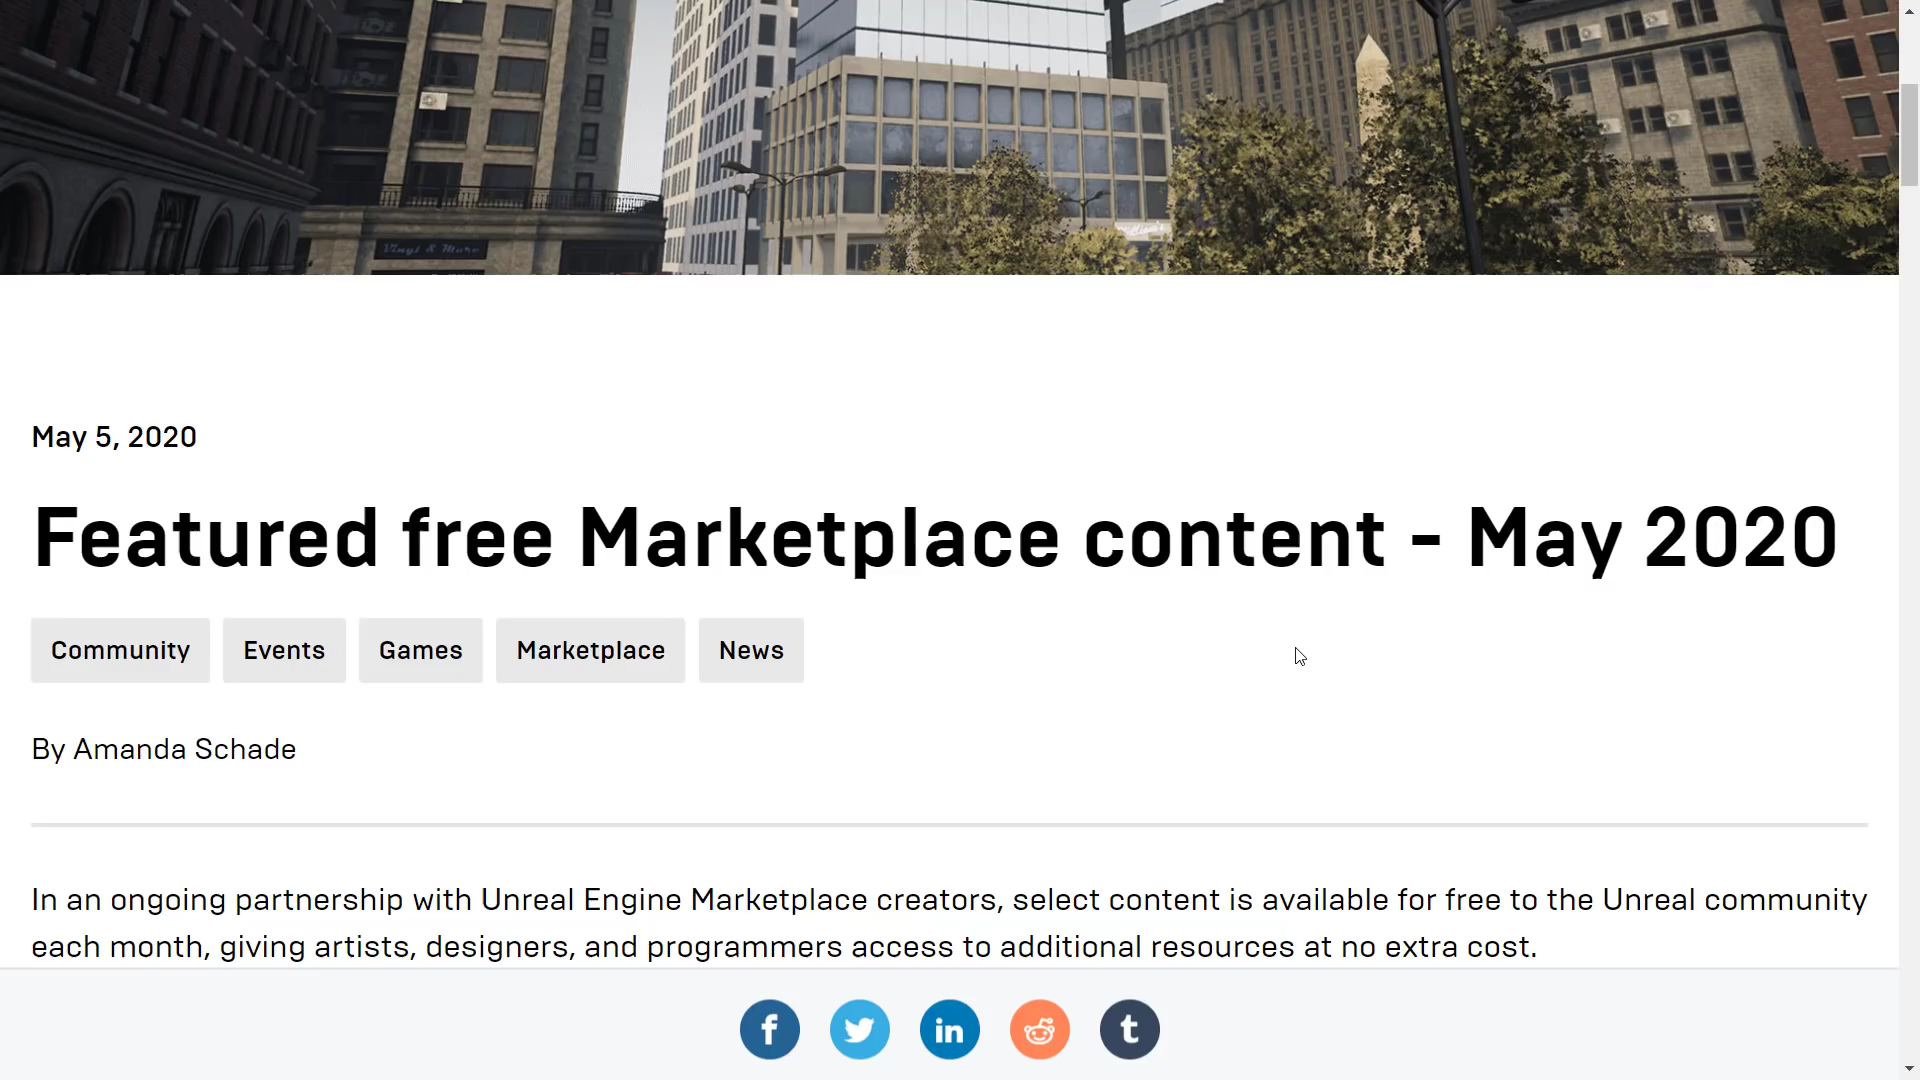 Vinyl & More
May 5, 2020
Featured free Marketplace content - May 2020
Community Events Games Marketplace News
By Amanda Schade
In an ongoing partnership with Unreal Engine Marketplace creators, select content is available for free to the Unreal community
each month, giving artists, designers, and programmers access to additional resources at no extra cost.